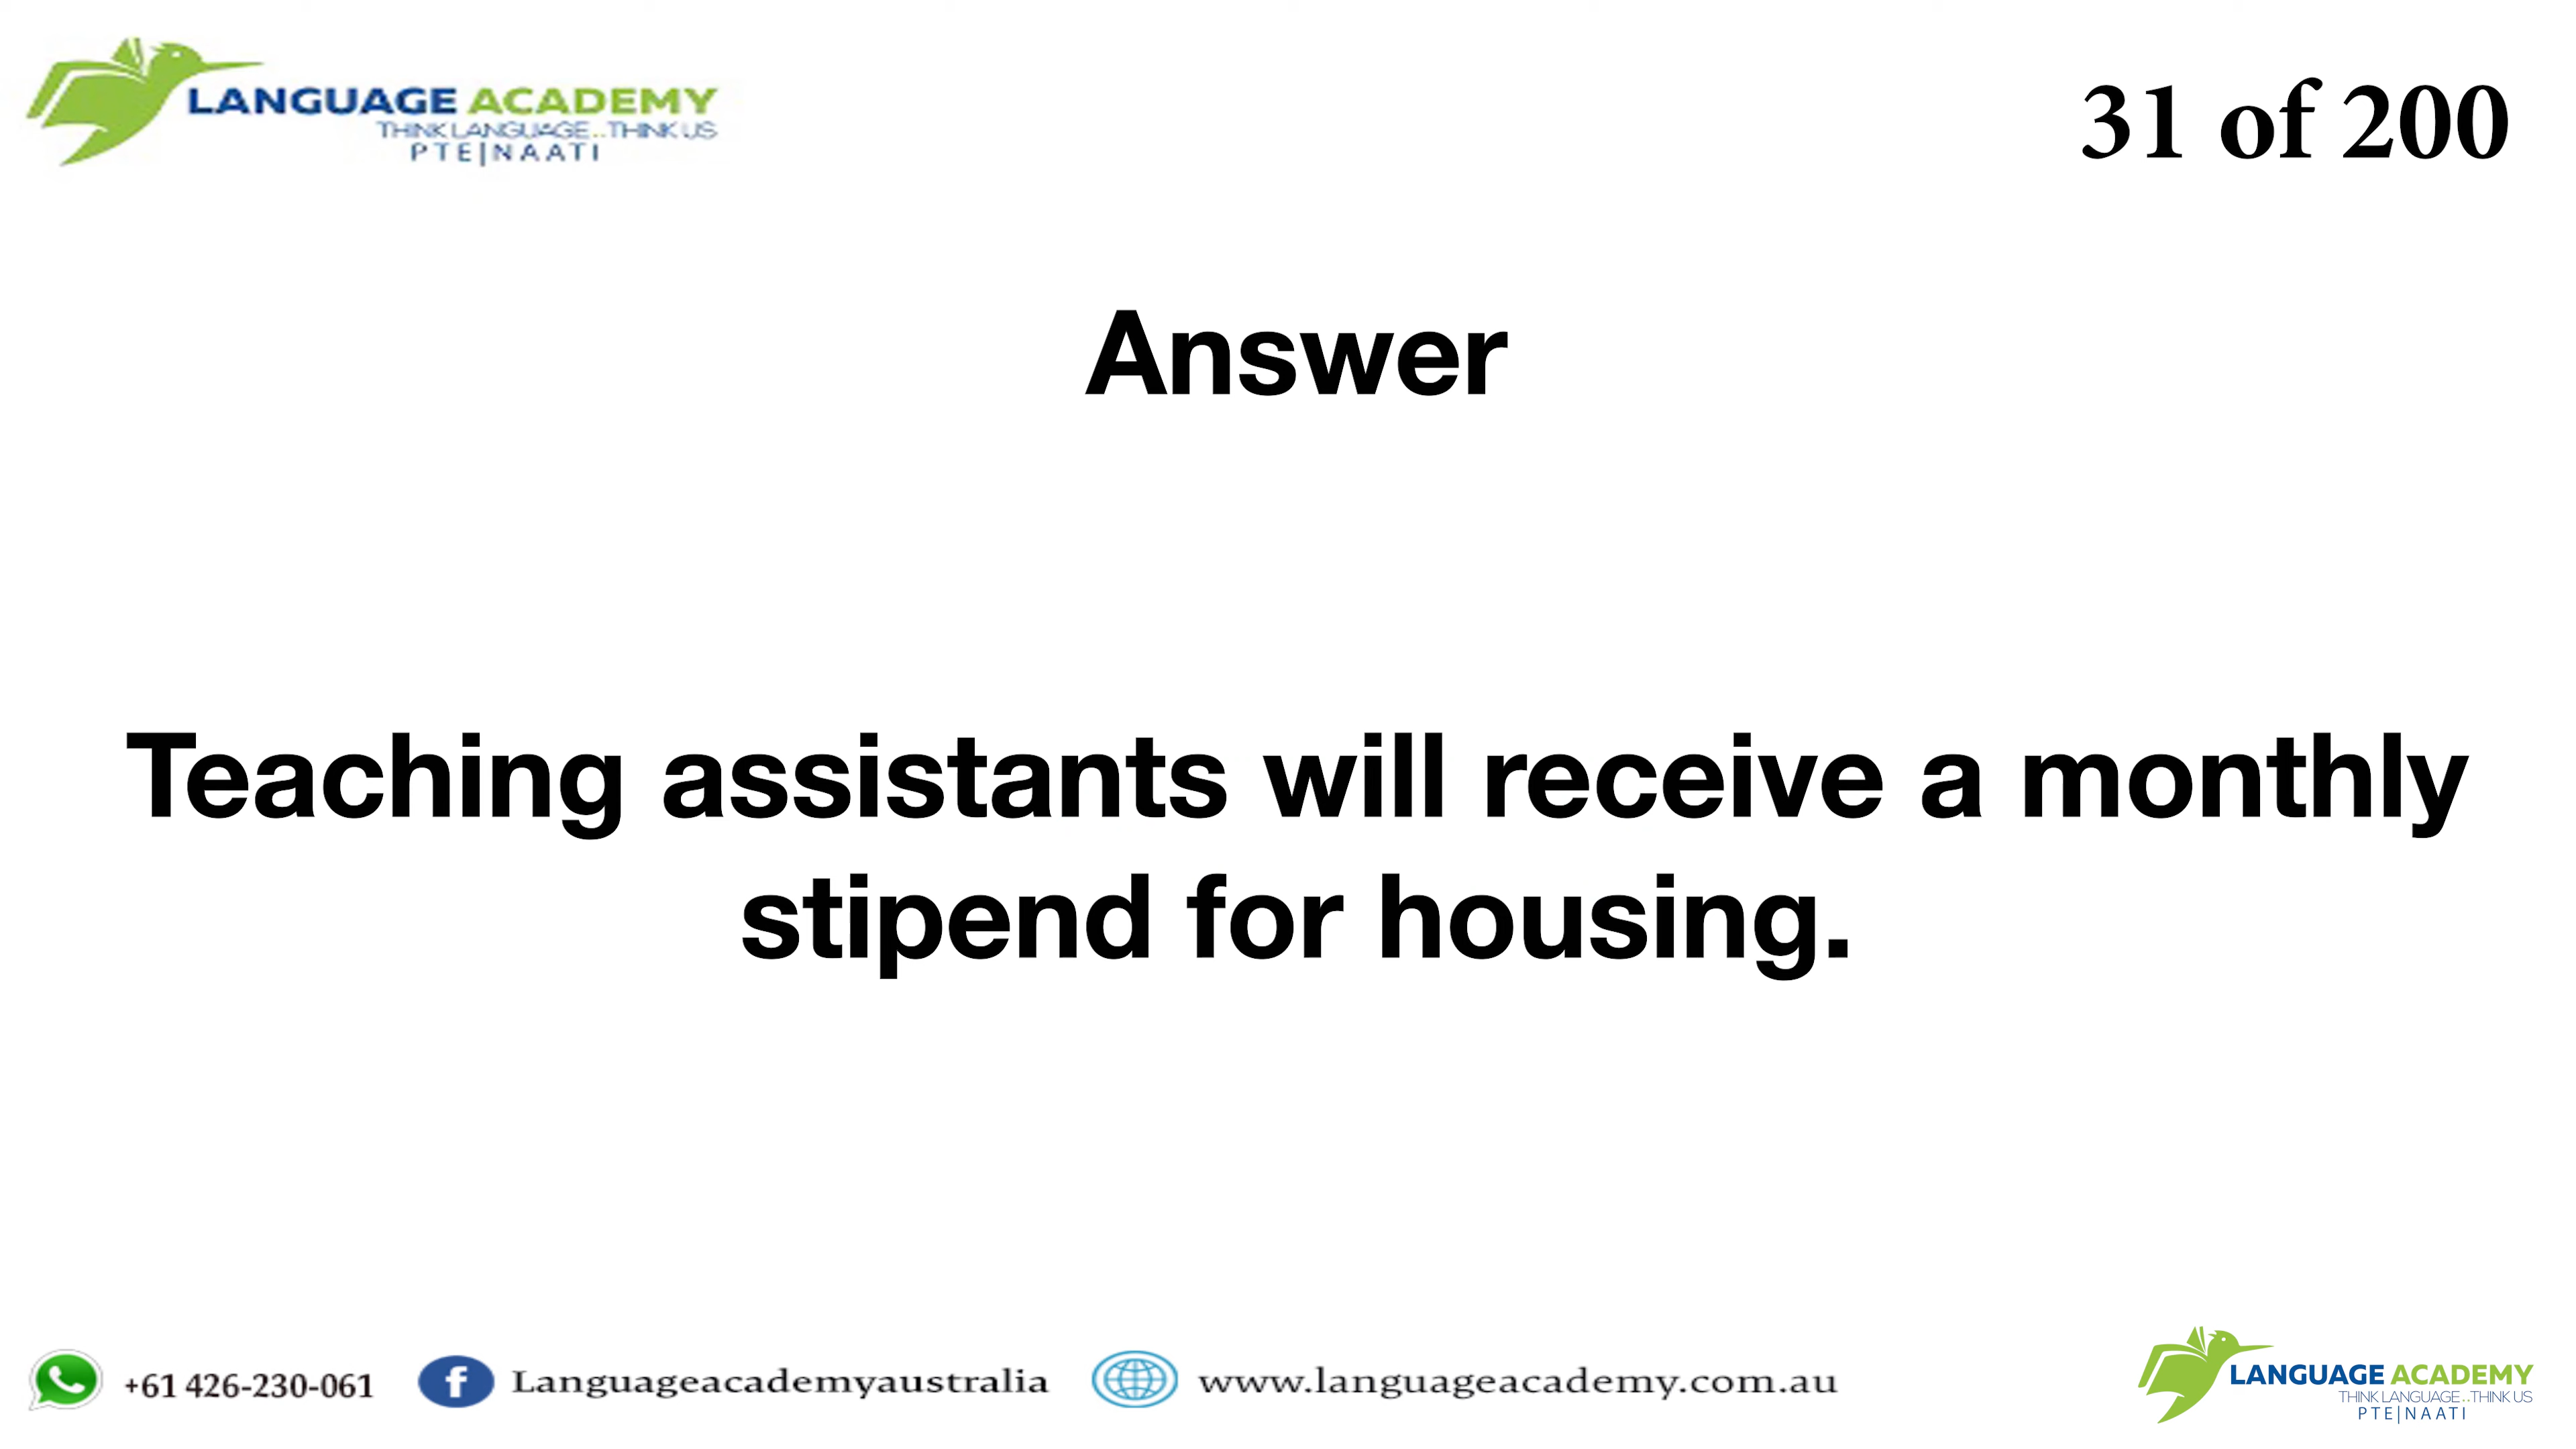 LANGUAGE ACADEMY
THINK LANGUAGE..THINK US
PTE|NAATI
31 of 200
Answer
Teaching assistants will receive a monthly
stipend for housing.
+61 426-230-061
Languageacademyaustralia
www.languageacademy.com.au
LANGUAGE ACADEMY
THINK LANGUAGE..THINK US
PTE|NAATI